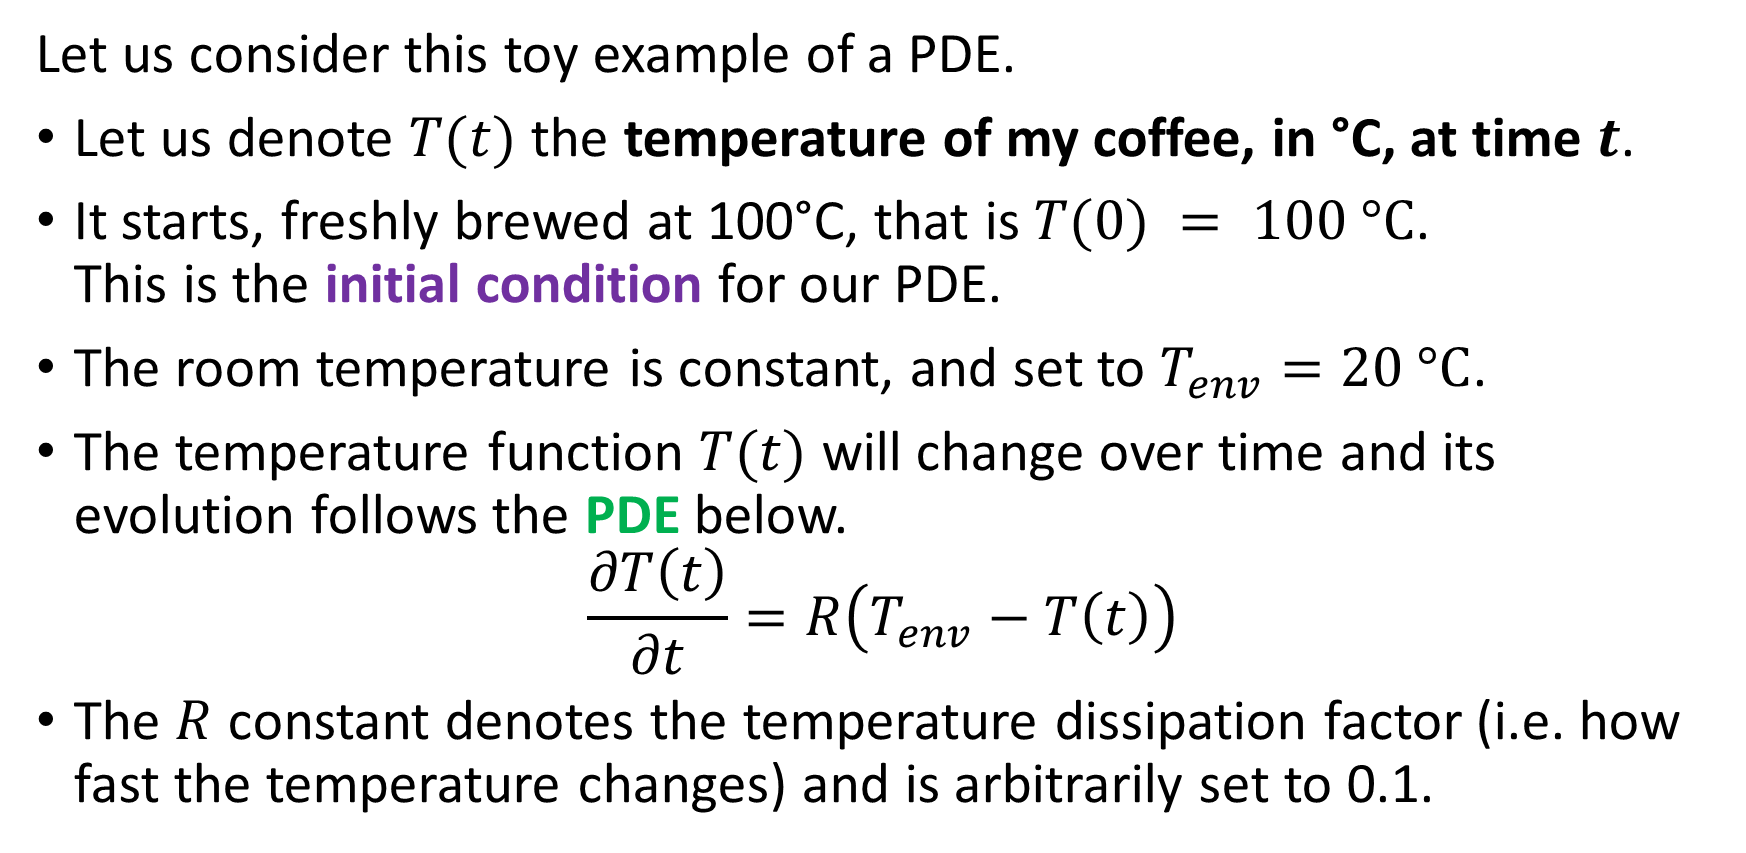 Let us consider this toy example of a PDE.
• Let us denote T(t) the temperature of my coffee, in °C, at time t.
• It starts, freshly brewed at 100°C, that is T(0) = 100 °C.
This is the initial condition for our PDE.
• The room temperature is constant, and set to T_env = 20 °C.
• The temperature function T(t) will change over time and its
evolution follows the PDE below.
∂T(t)/∂t = R(T_env − T(t))
• The R constant denotes the temperature dissipation factor (i.e. how
fast the temperature changes) and is arbitrarily set to 0.1.